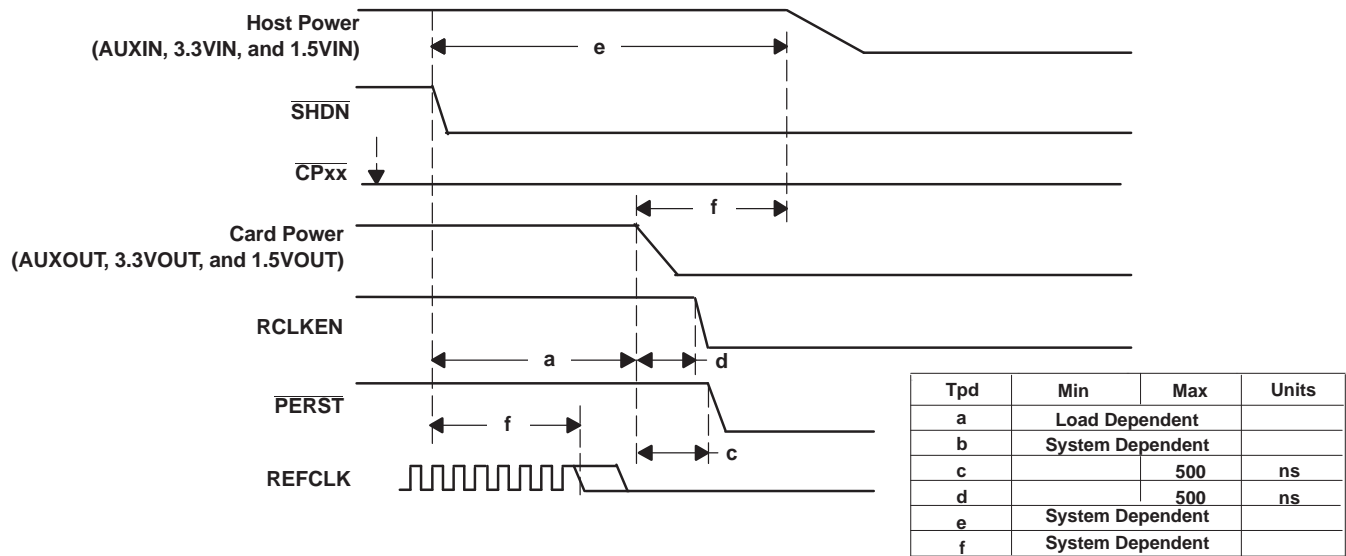 Host Power
(AUXIN, 3.3VIN, and 1.5VIN)
e
SHDN
CPxx
f
Card Power
(AUXOUT, 3.3VOUT, and 1.5VOUT)
RCLKEN
a
d
PERST
f
c
REFCLK
Tpd Min Max Units
a Load Dependent
b System Dependent
c 500 ns
d 500 ns
e System Dependent
f System Dependent